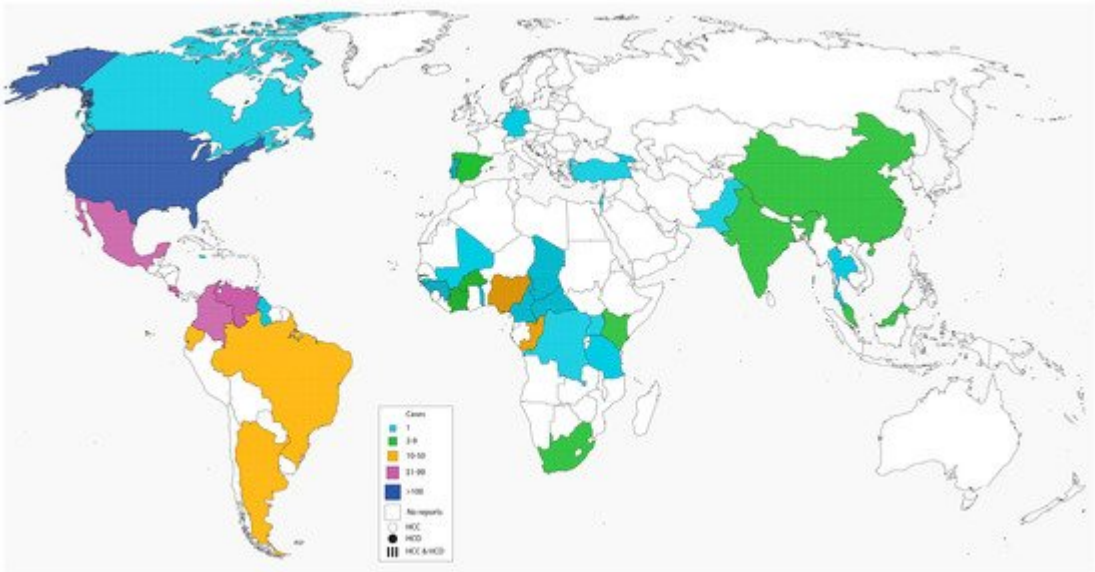 Cases
1
2-9
10-50
51-99
>100
No reports
HCC
HCD
HCC & HCD